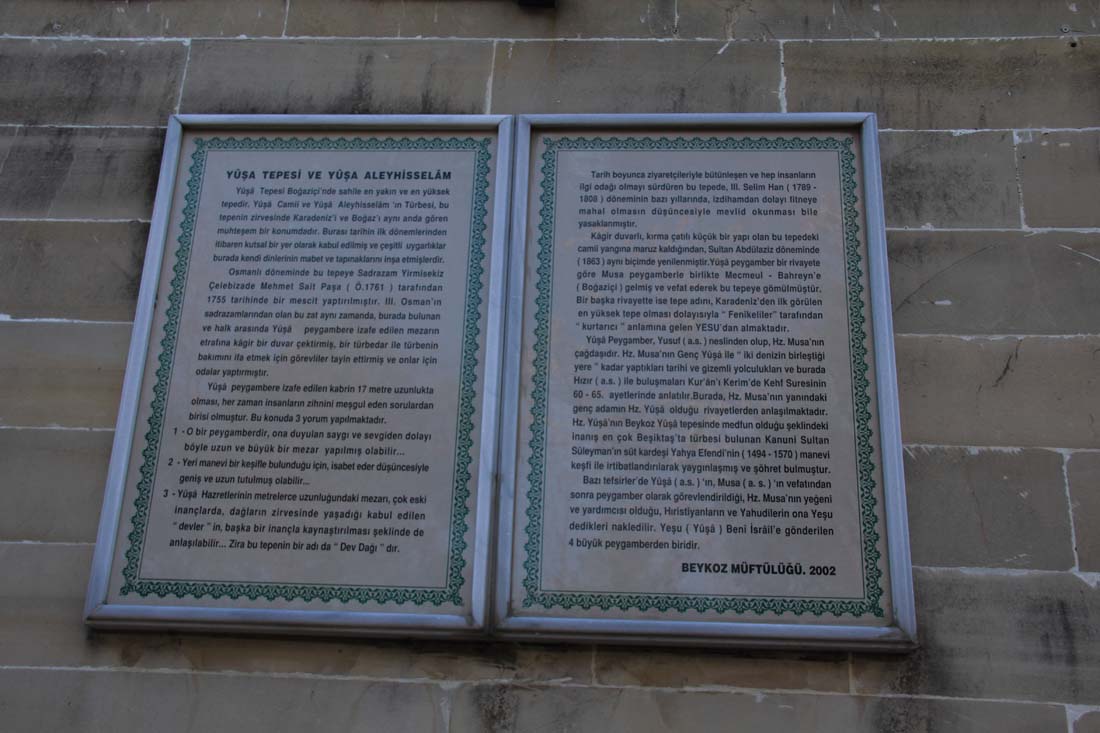 YÛŞA TEPESİ VE YÛŞA ALEYHİSSELÂM
Yûşâ Tepesi Boğaziçi'nde sahile en yakın ve en yüksek
tepedir. Yûşâ Camii ve Yûşâ Aleyhisselâm 'ın Türbesi, bu
tepenin zirvesinde Karadeniz'i ve Boğaz'ı aynı anda gören
muhteşem bir konumdadır. Burası tarihin ilk dönemlerinden
itibaren kutsal bir yer olarak kabul edilmiş ve çeşitli uygarlıklar
burada kendi dinlerinin mabet ve tapınaklarını inşa etmişlerdir.
Osmanlı döneminde bu tepeye Sadrazam Yirmisekiz
Çelebizade Mehmet Sait Paşa ( Ö.1761 ) tarafından
1755 tarihinde bir mescit yaptırılmıştır. III. Osman'ın
sadrazamlarından olan bu zat aynı zamanda, burada bulunan
ve halk arasında Yûşâ peygambere izafe edilen mezarın
etrafına kâgir bir duvar çektirmiş, bir türbedar ile türbenin
bakımını ifa etmek için görevliler tayin ettirmiş ve onlar için
odalar yaptırmıştır.
Yûşâ peygambere izafe edilen kabrin 17 metre uzunlukta
olması, her zaman insanların zihnini meşgul eden sorulardan
birisi olmuştur. Bu konuda 3 yorum yapılmaktadır.
1 - O bir peygamberdir, ona duyulan saygı ve sevgiden dolayı
böyle uzun ve büyük bir mezar yapılmış olabilir...
2 - Yeri manevi bir keşifle bulunduğu için, isabet eder düşüncesiyle
geniş ve uzun tutulmuş olabilir...
3 - Yûşâ Hazretlerinin metrelerce uzunluğundaki mezarı, çok eski
inançlarda, dağların zirvesinde yaşadığı kabul edilen
" devler " in, başka bir inançla kaynaştırılması şeklinde de
anlaşılabilir... Zira bu tepenin bir adı da " Dev Dağı " dır.
Tarih boyunca ziyaretçileriyle bütünleşen ve hep insanların
ilgi odağı olmayı sürdüren bu tepede, III. Selim Han ( 1789 -
1808 ) döneminin bazı yıllarında, izdihamdan dolayı fitneye
mahal olmasın düşüncesiyle mevlid okunması bile
yasaklanmıştır.
Kâgir duvarlı, kırma çatılı küçük bir yapı olan bu tepedeki
camii yangına maruz kaldığından, Sultan Abdülaziz döneminde
( 1863 ) aynı biçimde yenilenmiştir.Yûşâ peygamber bir rivayete
göre Musa peygamberle birlikte Mecmeul - Bahreyn'e
( Boğaziçi ) gelmiş ve vefat ederek bu tepeye gömülmüştür.
Bir başka rivayette ise tepe adını, Karadeniz'den ilk görülen
en yüksek tepe olması dolayısıyla " Fenikeliler" tarafından
" kurtarıcı " anlamına gelen YESU'dan almaktadır.
Yûşâ Peygamber, Yusuf ( a.s. ) neslinden olup, Hz. Musa'nın
çağdaşıdır. Hz. Musa'nın Genç Yûşâ ile " iki denizin birleştiği
yere " kadar yaptıkları tarihi ve gizemli yolculukları ve burada
Hızır ( a.s. ) ile buluşmaları Kur'ân'ı Kerim'de Kehf Suresinin
60 - 65. ayetlerinde anlatılır.Burada, Hz. Musa'nın yanındaki
genç adamın Hz. Yûşâ olduğu rivayetlerden anlaşılmaktadır.
Hz. Yûşâ'nın Beykoz Yûşâ tepesinde medfun olduğu şeklindeki
inanış en çok Beşiktaş'ta türbesi bulunan Kanuni Sultan
Süleyman'ın süt kardeşi Yahya Efendi'nin ( 1494 - 1570 ) manevi
keşfi ile irtibatlandırılarak yaygınlaşmış ve şöhret bulmuştur.
Bazı tefsirler'de Yûşâ ( a.s ) 'ın, Musa ( a. s. ) 'ın vefatından
sonra peygamber olarak görevlendirildiği, Hz. Musa'nın yeğeni
ve yardımcısı olduğu, Hıristiyanların ve Yahudilerin ona Yeşu
dedikleri nakledilir. Yeşu ( Yûşâ ) Beni İsrâil'e gönderilen
4 büyük peygamberden biridir.
BEYKOZ MÜFTÜLÜĞÜ. 2002